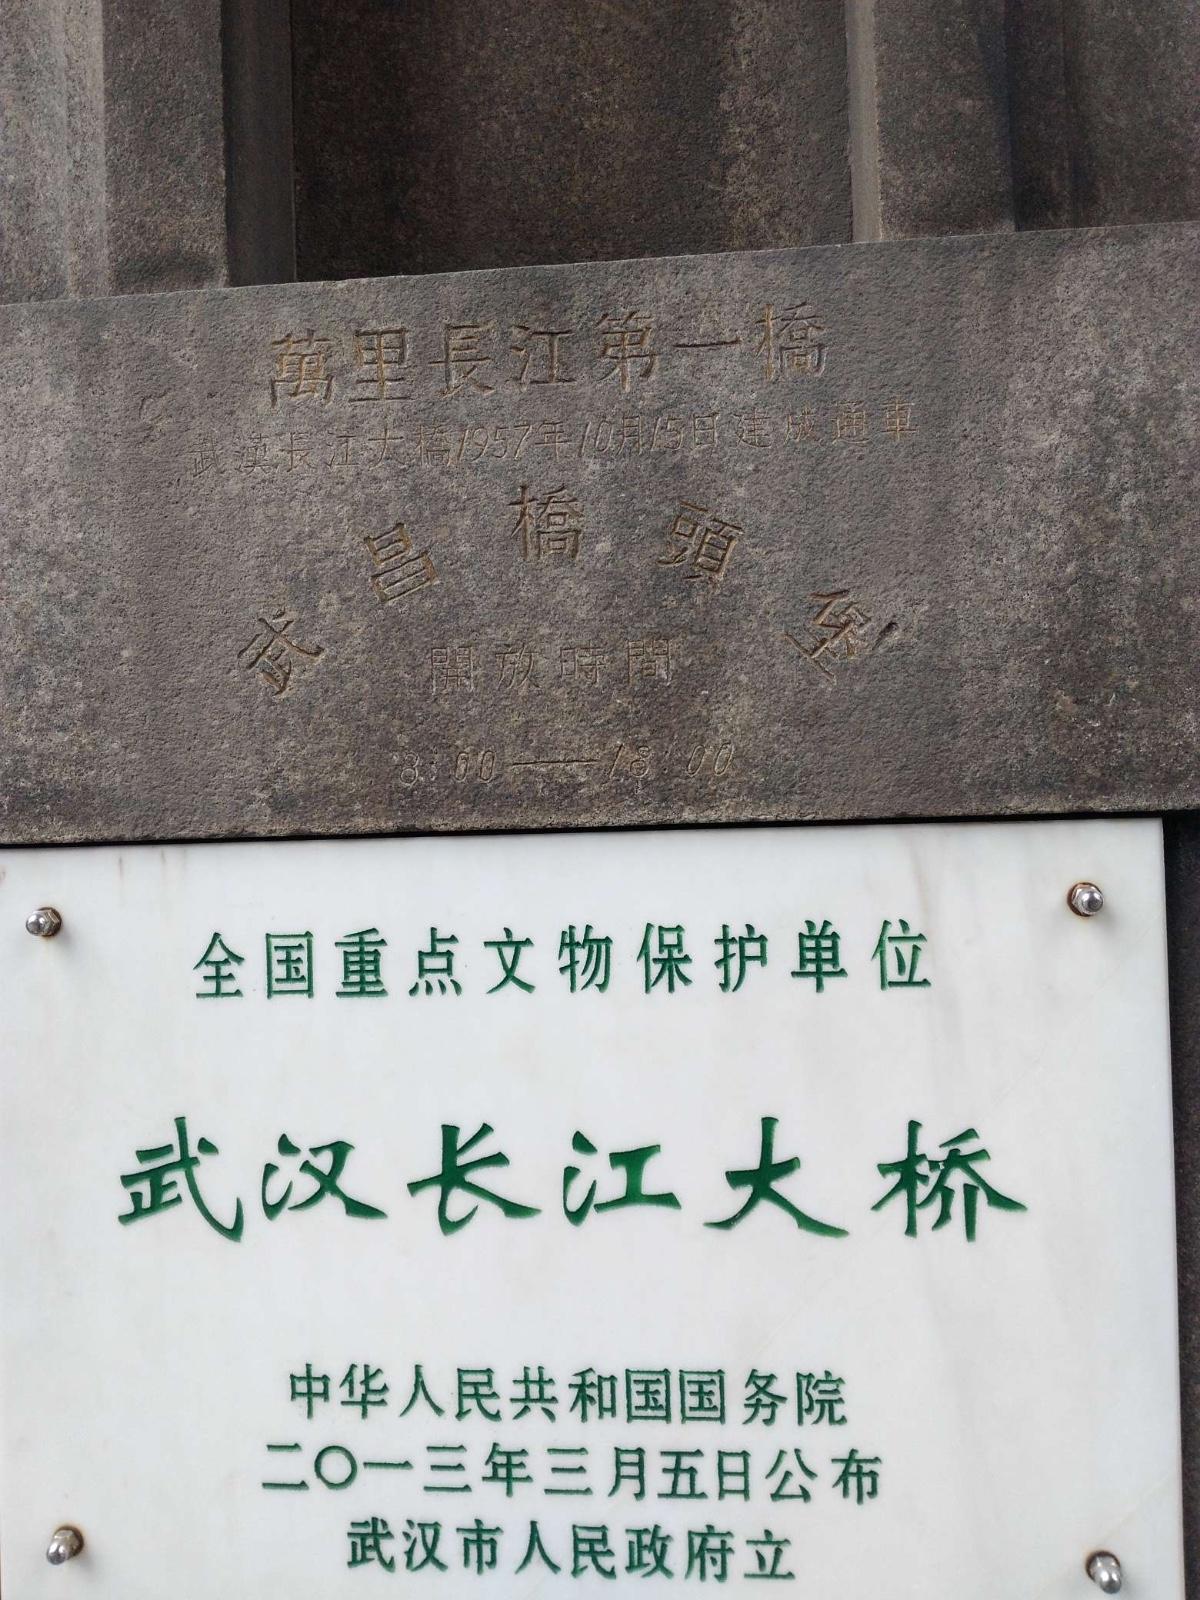 萬里長江第一橋
武漢長江大橋1957年10月15日建成通車
武昌橋頭堡
開放時間
8:00——18:00
全国重点文物保护单位
武汉长江大桥
中华人民共和国国务院
二〇一三年三月五日公布
武汉市人民政府立